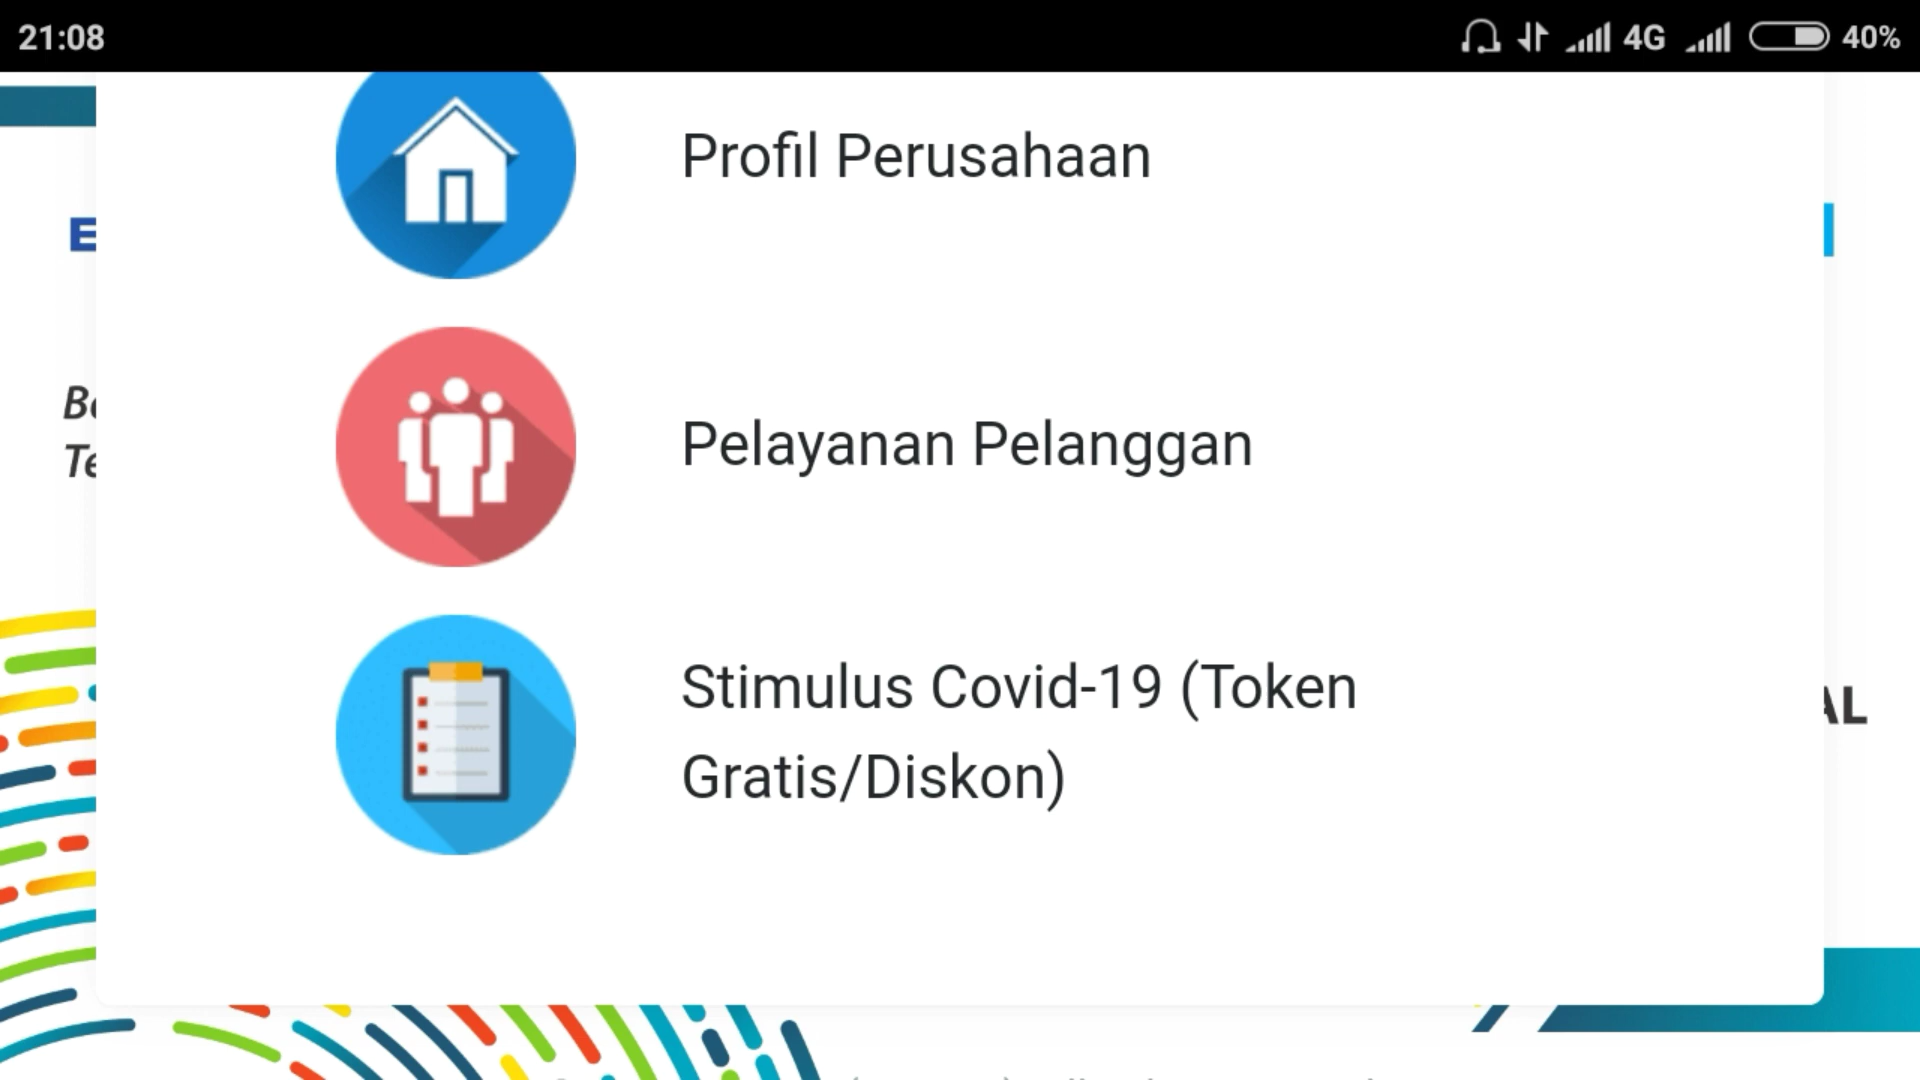 21:08 4G 40%
Profil Perusahaan
Pelayanan Pelanggan
Stimulus Covid-19 (Token
Gratis/Diskon)